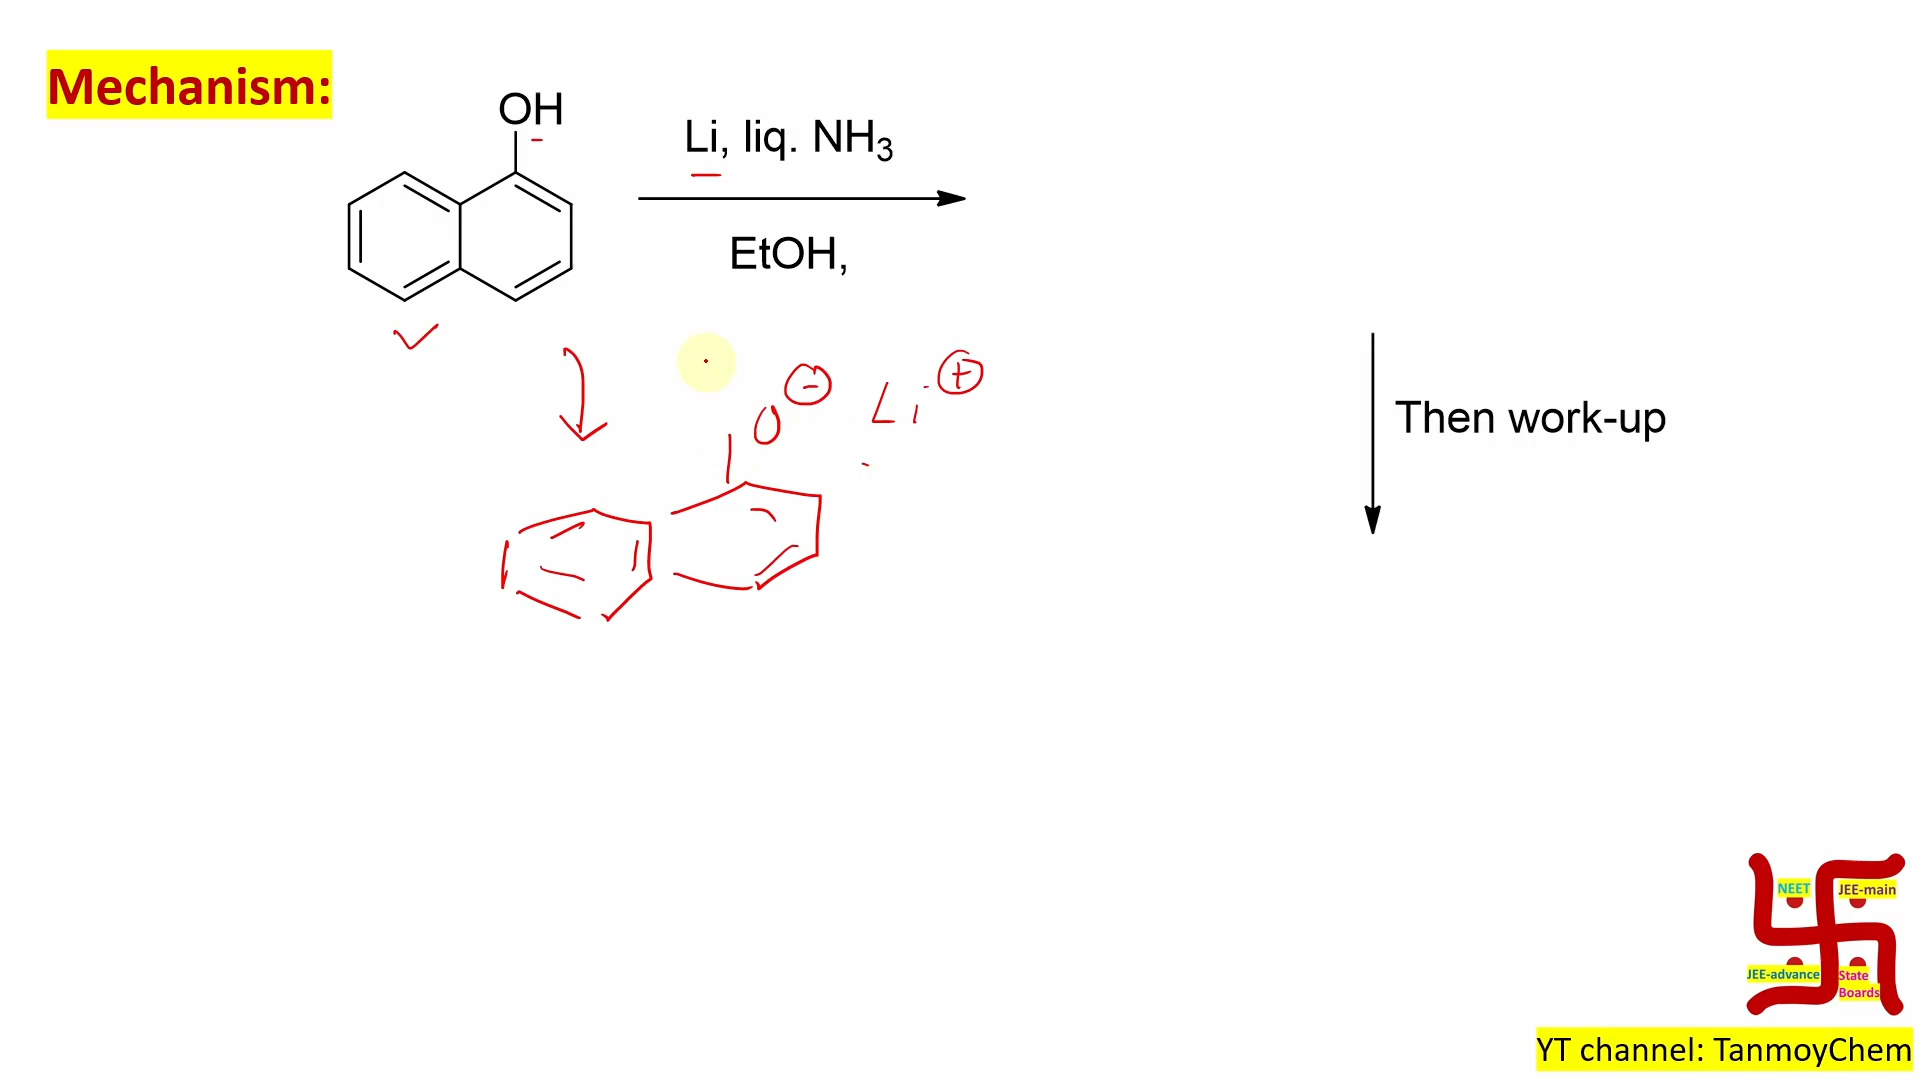 Mechanism:
OH
Li, liq. NH3
EtOH,
O⊖ Li⊕
Then work-up
NEET JEE-main
JEE-advance State
Boards
YT channel: TanmoyChem